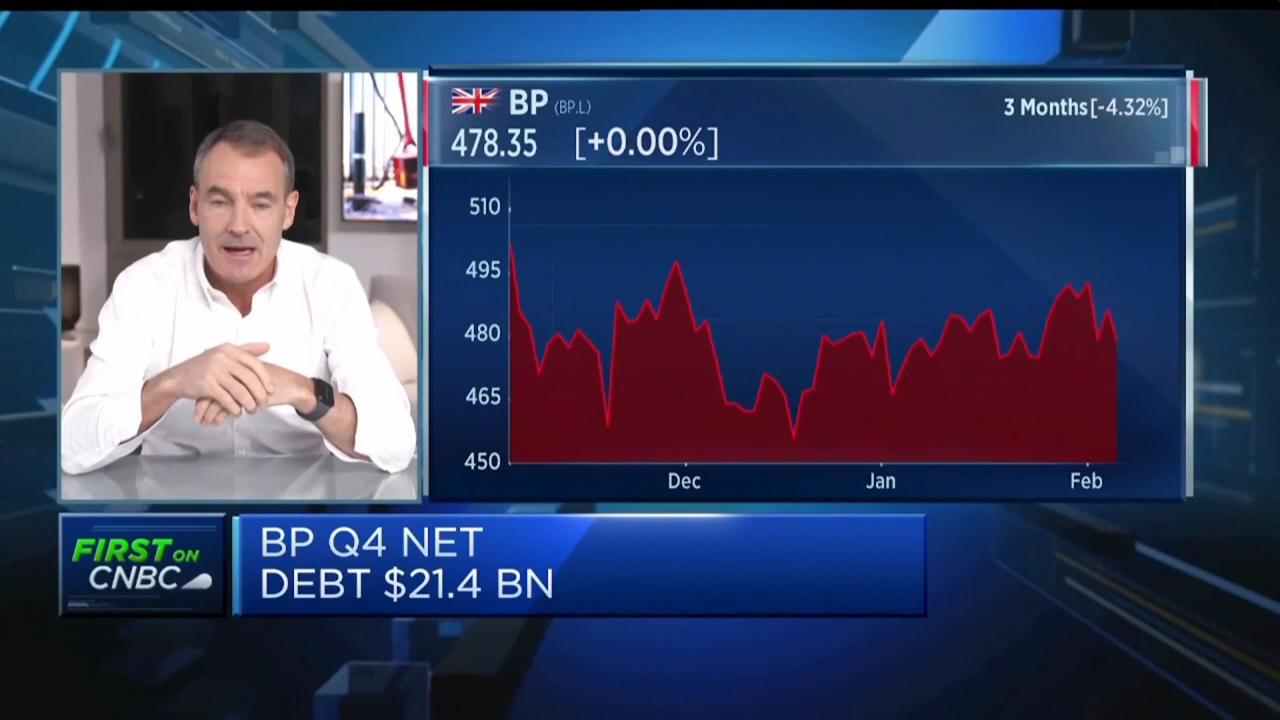 BP (BP.L)
3 Months [-4.32%]
478.35 [+0.00%]
510
495
480
465
450
Dec Jan Feb
FIRST ON
CNBC
BP Q4 NET
DEBT $21.4 BN